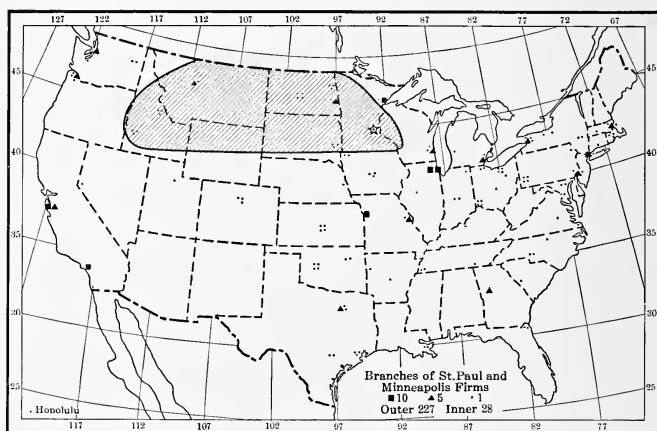 127 122 117 112 107 102 97 92 87 82 77 72 67
45 45
40 40
35 35
30 30
25 25
Branches of St. Paul and
Minneapolis Firms
■ 10 ▲ 5 · 1
Outer 227 Inner 28
. Honolulu
117 112 107 102 97 92 87 82 77